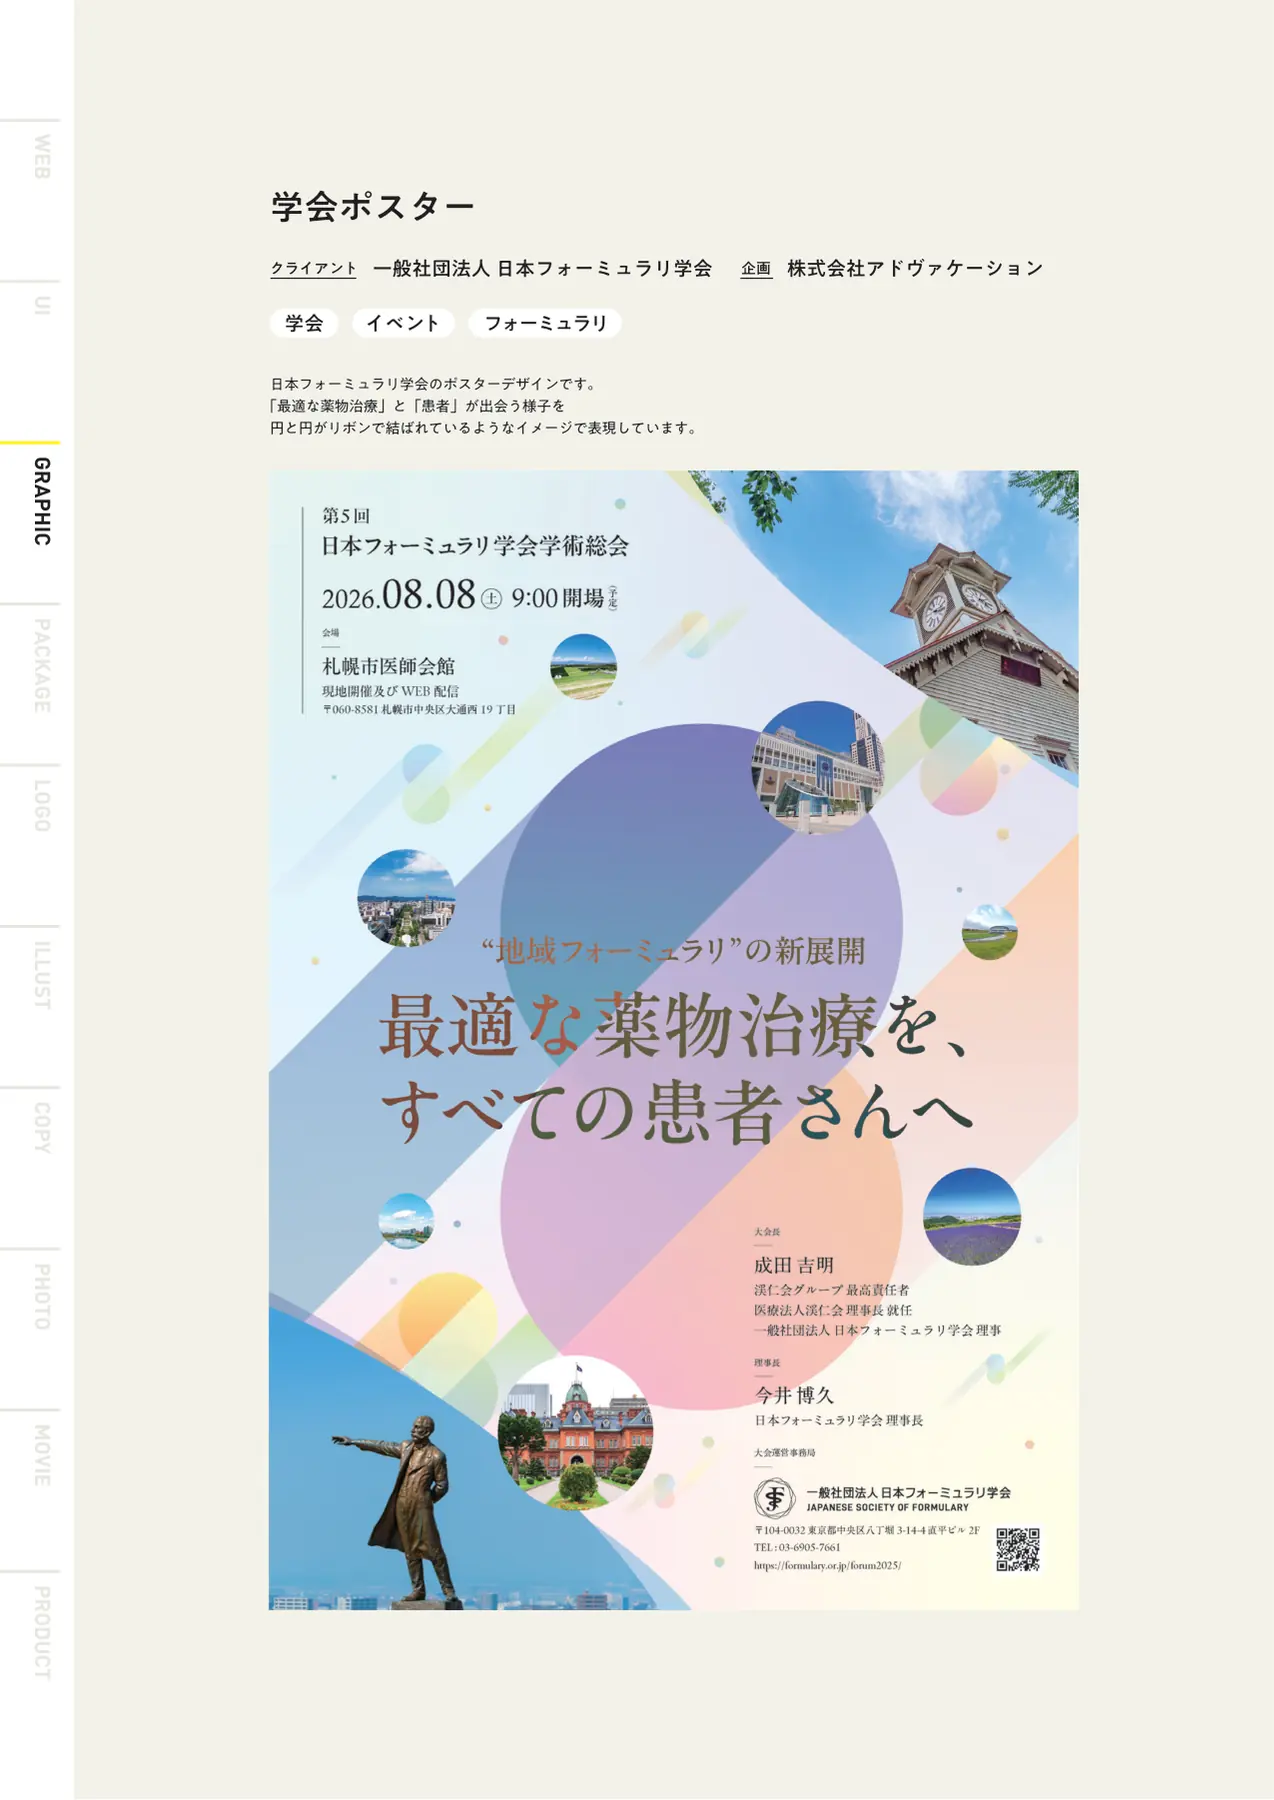 WEB
UI
GRAPHIC
PACKAGE
LOGO
ILLUST
COPY
PHOTO
MOVIE
PRODUCT
学会ポスター
クライアント 一般社団法人 日本フォーミュラリ学会 企画 株式会社アドヴァケーション
学会 イベント フォーミュラリ
日本フォーミュラリ学会のポスターデザインです。
「最適な薬物治療」と「患者」が出会う様子を
円と円がリボンで結ばれているようなイメージで表現しています。
第5回
日本フォーミュラリ学会学術総会
2026.08.08 土 9:00 開場(予定)
会場
札幌市医師会館
現地開催及び WEB 配信
〒060-8581 札幌市中央区大通西 19 丁目
“地域フォーミュラリ”の新展開
最適な薬物治療を、
すべての患者さんへ
大会長
成田 吉明
渓仁会グループ 最高責任者
医療法人渓仁会 理事長 就任
一般社団法人 日本フォーミュラリ学会 理事
理事長
今井 博久
日本フォーミュラリ学会 理事長
大会運営事務局
一般社団法人 日本フォーミュラリ学会
JAPANESE SOCIETY OF FORMULARY
〒104-0032 東京都中央区八丁堀 3-14-4 直平ビル 2F
TEL : 03-6905-7661
https://formulary.or.jp/forum2025/